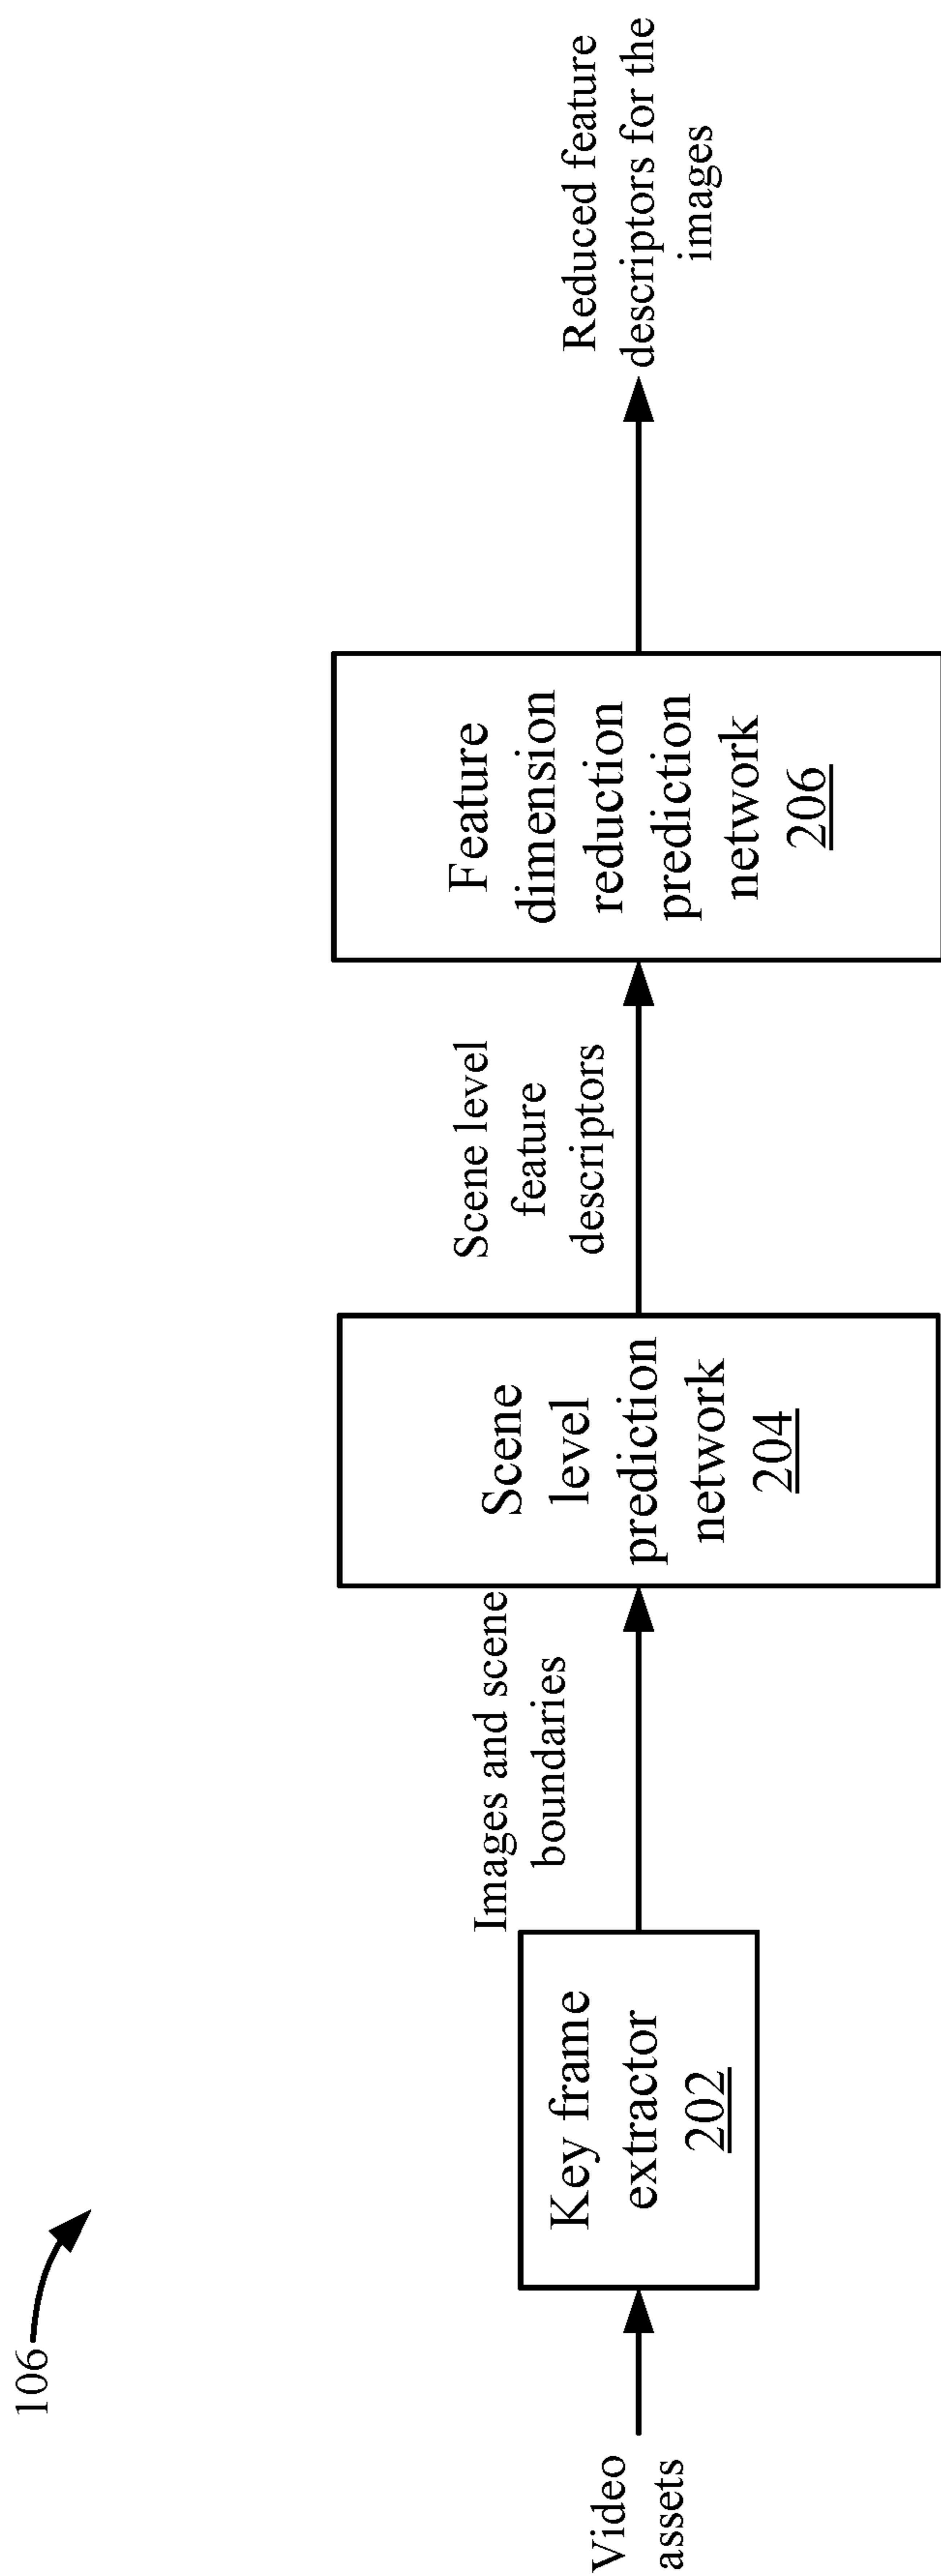 106
Video
assets
Key frame
extractor
202
Images and scene
boundaries
Scene
level
prediction
network
204
Scene level
feature
descriptors
Feature
dimension
reduction
prediction
network
206
Reduced feature
descriptors for the
images